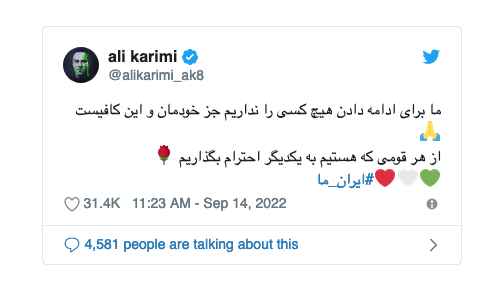 ali karimi
@alikarimi_ak8
ما برای ادامه دادن هیچ کسی را نداریم جز خودمان و این کافیست
🙏
از هر قومی که هستیم به یکدیگر احترام بگذاریم 🌹
💚🤍❤️#ایران_ما
31.4K 11:23 AM - Sep 14, 2022
4,581 people are talking about this